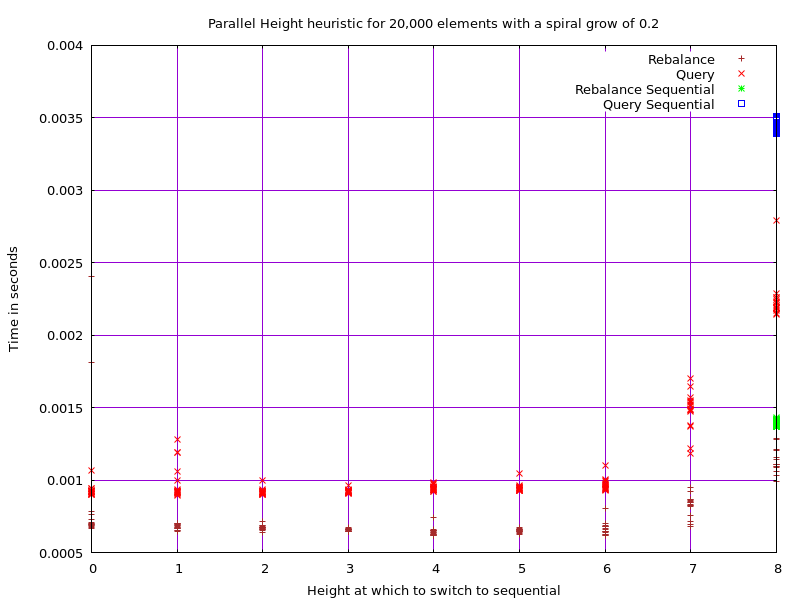 Parallel Height heuristic for 20,000 elements with a spiral grow of 0.2
0.004
Rebalance
Query
Rebalance Sequential
Query Sequential
0.0035
0.003
0.0025
0.002
0.0015
0.001
0.0005
Time in seconds
0 1 2 3 4 5 6 7 8
Height at which to switch to sequential